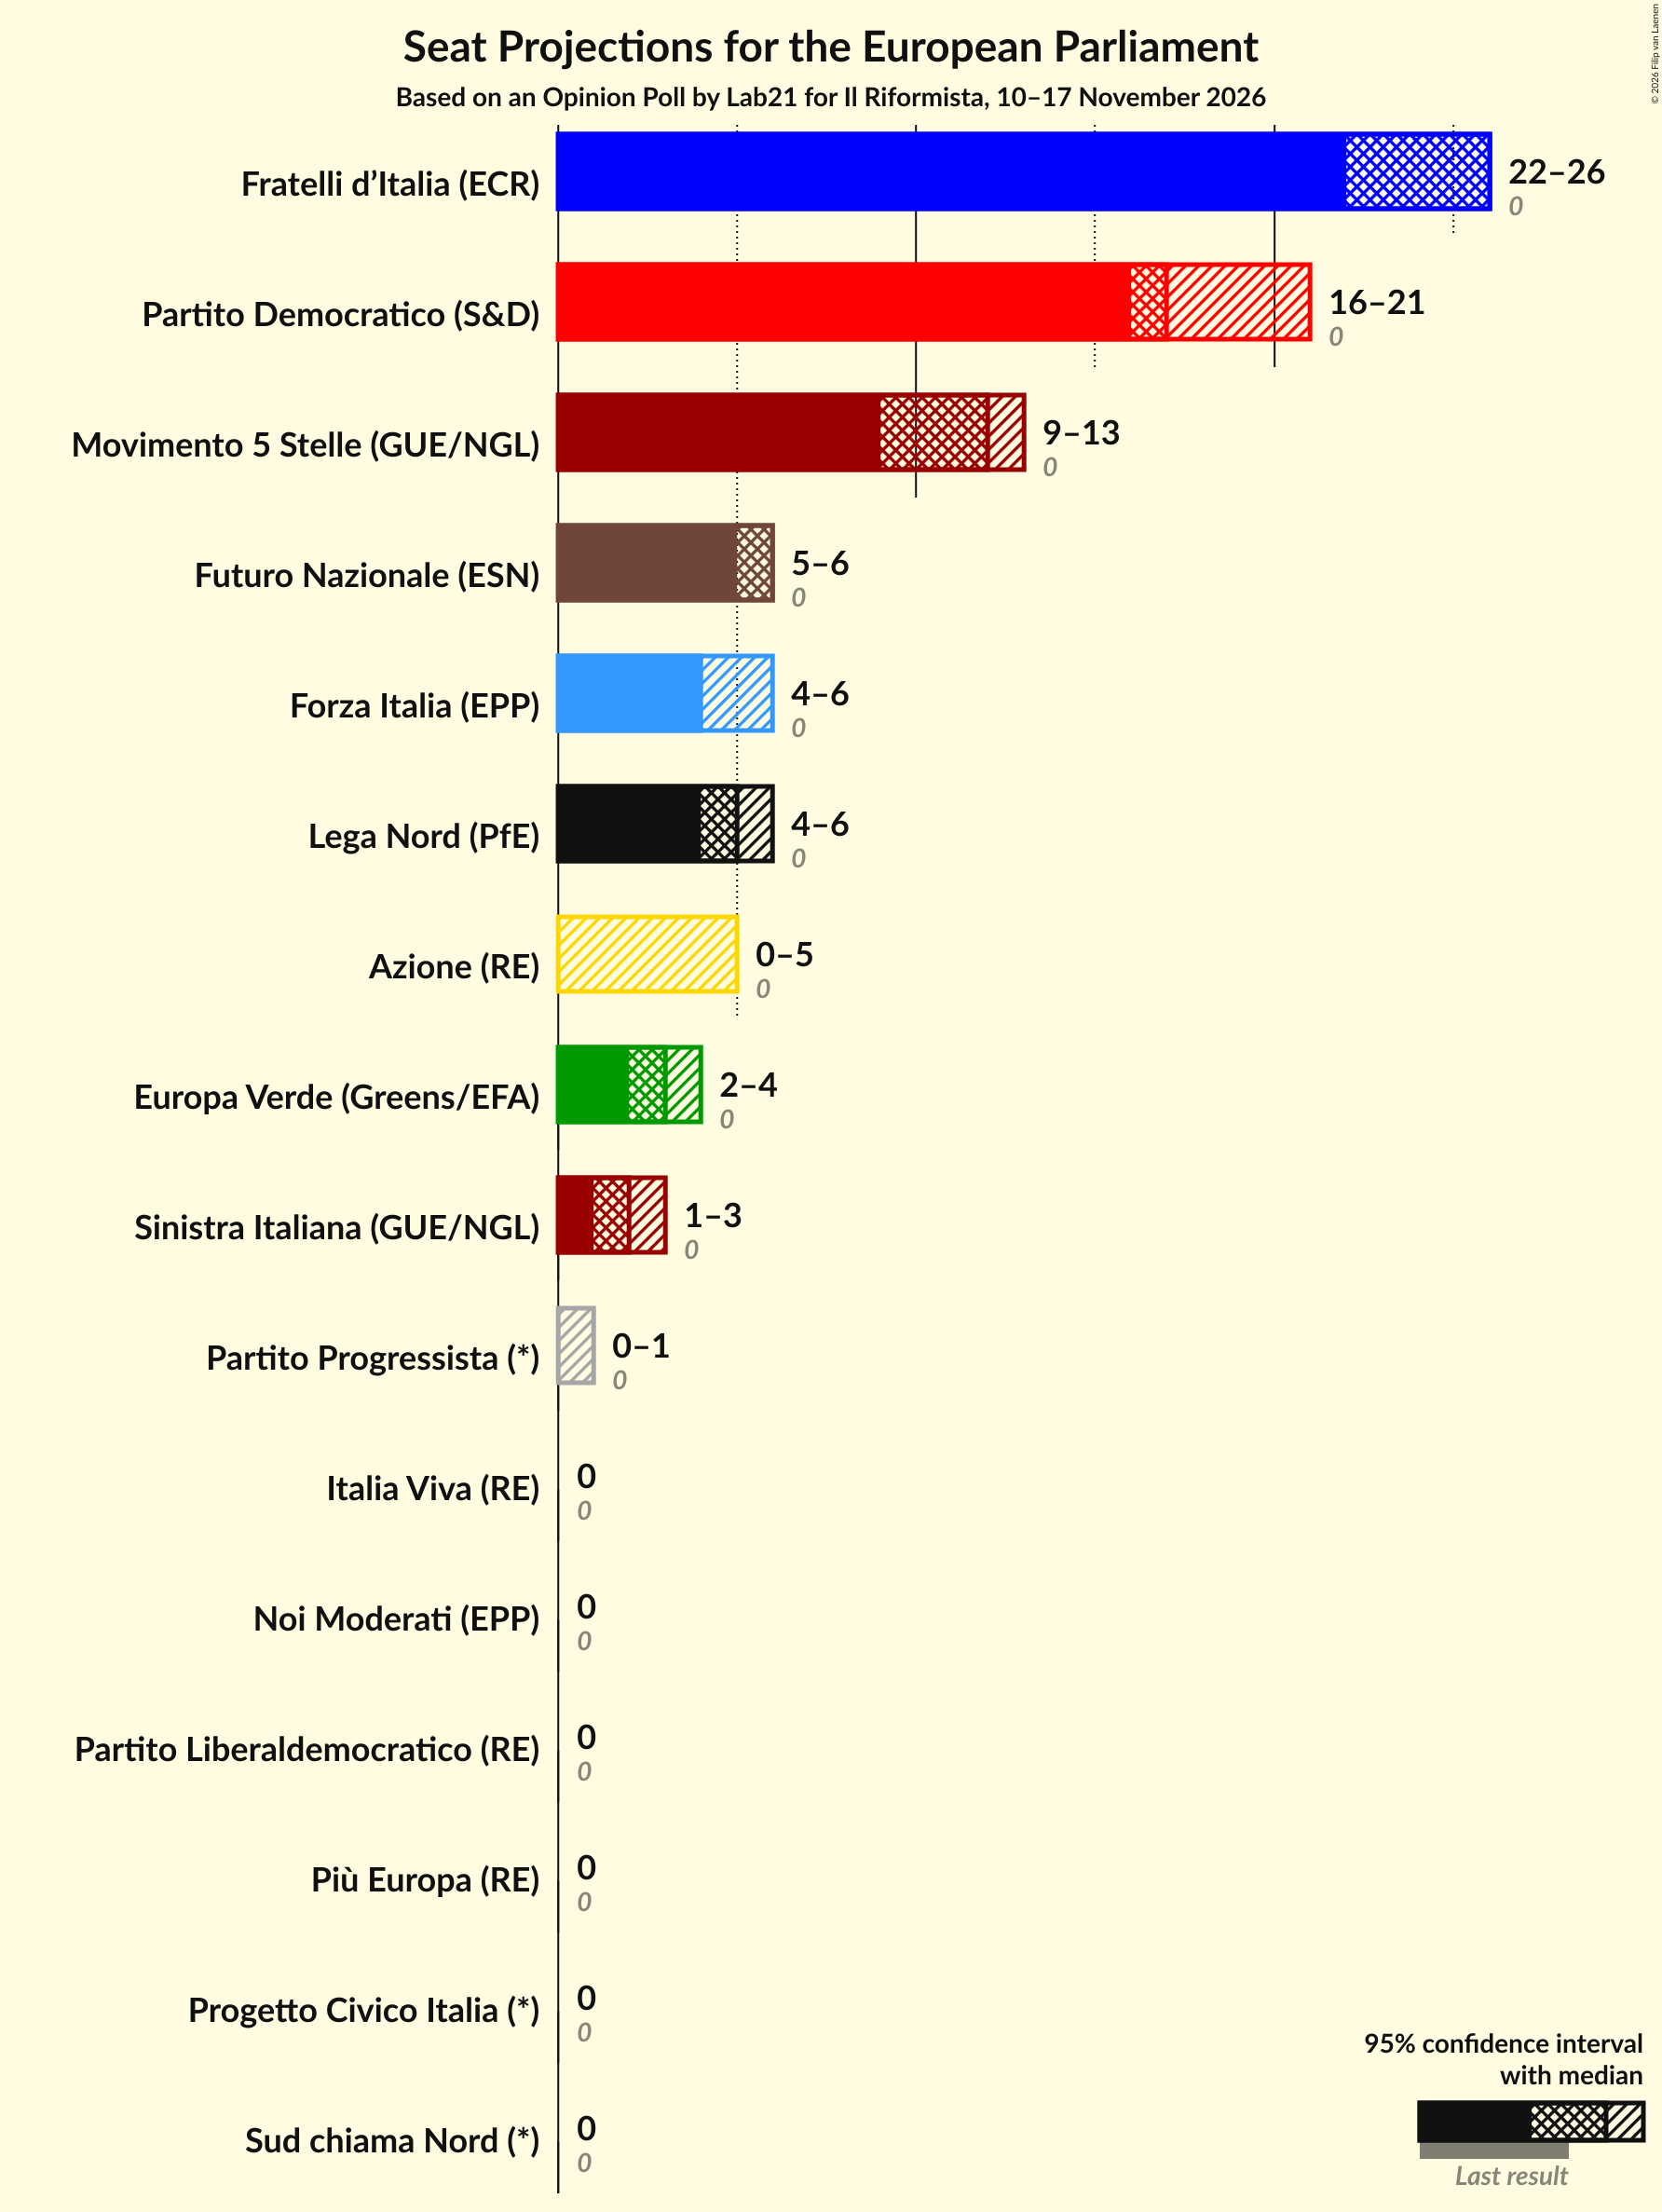 Seat Projections for the European Parliament
Based on an Opinion Poll by Lab21 for Il Riformista, 10–17 November 2026
© 2026 Filip van Laenen
Fratelli d’Italia (ECR)
22–26
0
Partito Democratico (S&D)
16–21
0
Movimento 5 Stelle (GUE/NGL)
9–13
0
Futuro Nazionale (ESN)
5–6
0
Forza Italia (EPP)
4–6
0
Lega Nord (PfE)
4–6
0
Azione (RE)
0–5
0
Europa Verde (Greens/EFA)
2–4
0
Sinistra Italiana (GUE/NGL)
1–3
0
Partito Progressista (*)
0–1
0
Italia Viva (RE)
0
0
Noi Moderati (EPP)
0
0
Partito Liberaldemocratico (RE)
0
0
Più Europa (RE)
0
0
Progetto Civico Italia (*)
0
0
Sud chiama Nord (*)
0
0
95% confidence interval
with median
Last result